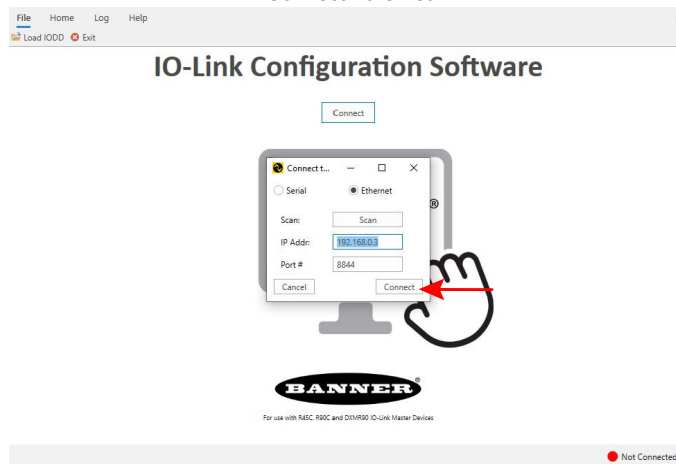 File Home Log Help
Load IODD Exit
IO-Link Configuration Software
Connect
Connect t...
Serial Ethernet
®
Scan: Scan
IP Addr: 192.168.0.3
Port # 8844
Cancel Connect
BANNER®
For use with R45C, R90C and DXMR90 IO-Link Master Devices
Not Connected